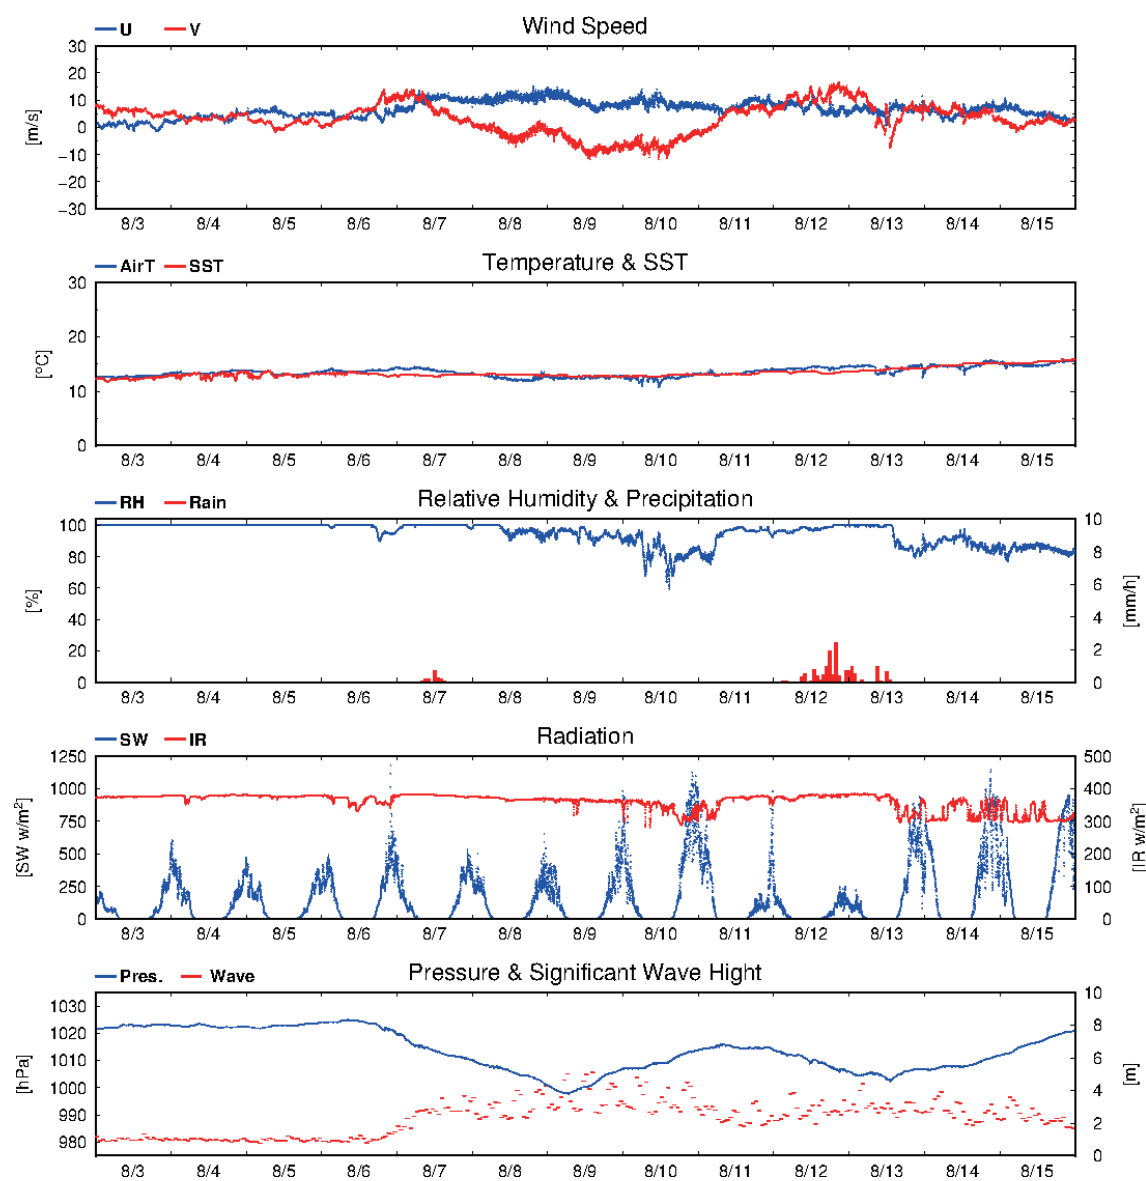 Wind Speed
U V
30
20
10
0
−10
−20
−30
[m/s]
8/3 8/4 8/5 8/6 8/7 8/8 8/9 8/10 8/11 8/12 8/13 8/14 8/15
Temperature & SST
AirT SST
30
20
10
0
[°C]
8/3 8/4 8/5 8/6 8/7 8/8 8/9 8/10 8/11 8/12 8/13 8/14 8/15
Relative Humidity & Precipitation
RH Rain
100 10
80 8
60 6
40 4
20 2
0 0
[%] [mm/h]
8/3 8/4 8/5 8/6 8/7 8/8 8/9 8/10 8/11 8/12 8/13 8/14 8/15
Radiation
SW IR
1250 500
1000 400
750 300
500 200
250 100
0 0
[SW w/m²] [IR w/m²]
8/3 8/4 8/5 8/6 8/7 8/8 8/9 8/10 8/11 8/12 8/13 8/14 8/15
Pressure & Significant Wave Hight
Pres. Wave
1030 10
1020 8
1010 6
1000 4
990 2
980 0
[hPa] [m]
8/3 8/4 8/5 8/6 8/7 8/8 8/9 8/10 8/11 8/12 8/13 8/14 8/15